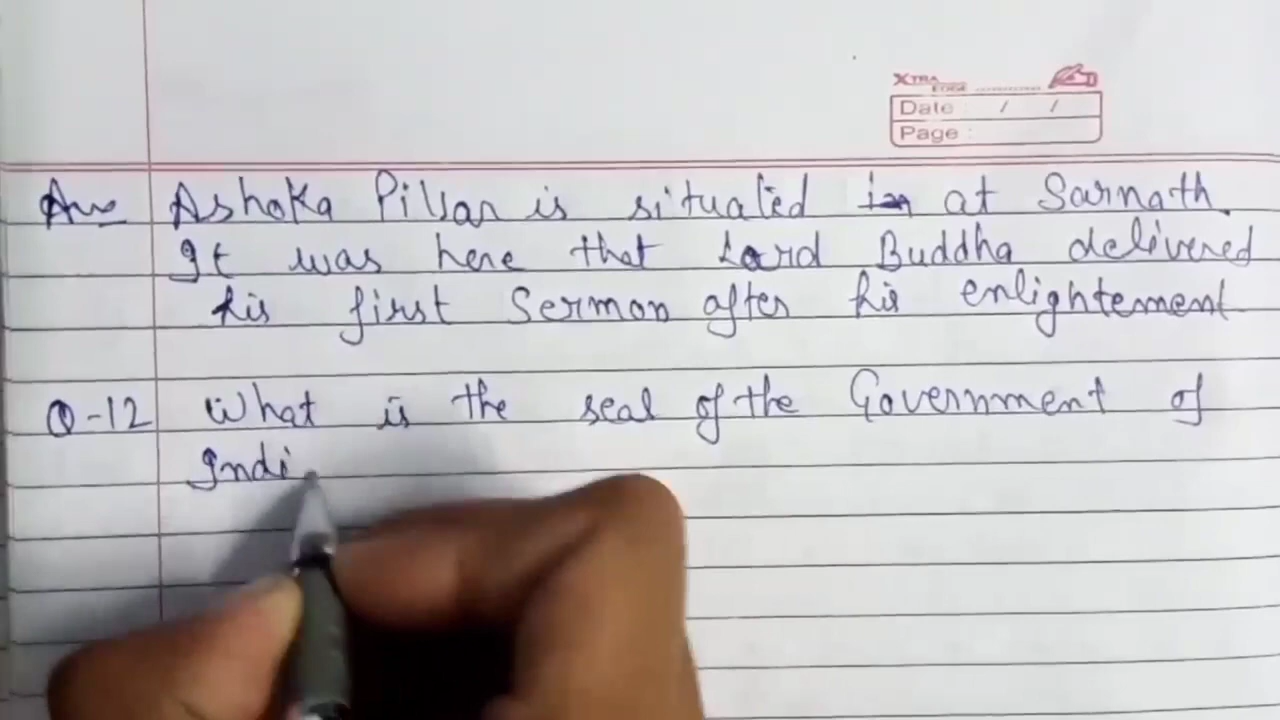 XTRA EDGE
Date / /
Page :
Ans Ashoka Pillar is situated in at Sarnath.
It was here that Lord Buddha delivered
his first Sermon after his enlightement
Q-12 What is the seal of the Government of
Indi